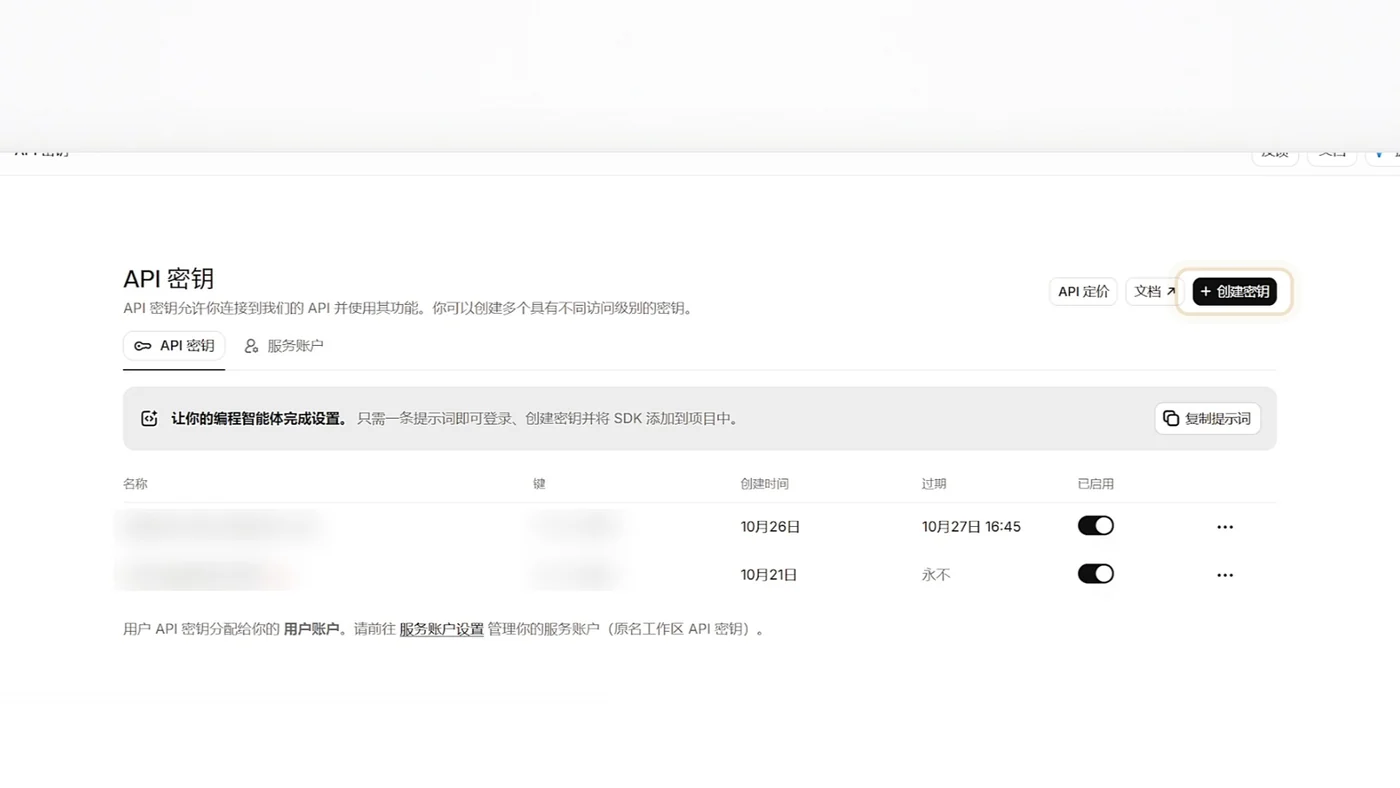 API 密钥
反馈
文档
API 密钥
API 密钥允许你连接到我们的 API 并使用其功能。你可以创建多个具有不同访问级别的密钥。
API 定价
文档 ↗
+ 创建密钥
API 密钥
服务账户
让你的编程智能体完成设置。 只需一条提示词即可登录、创建密钥并将 SDK 添加到项目中。
复制提示词
名称 键 创建时间 过期 已启用
10月26日 10月27日 16:45
10月21日 永不
用户 API 密钥分配给你的 用户账户。请前往 服务账户设置 管理你的服务账户（原名工作区 API 密钥）。